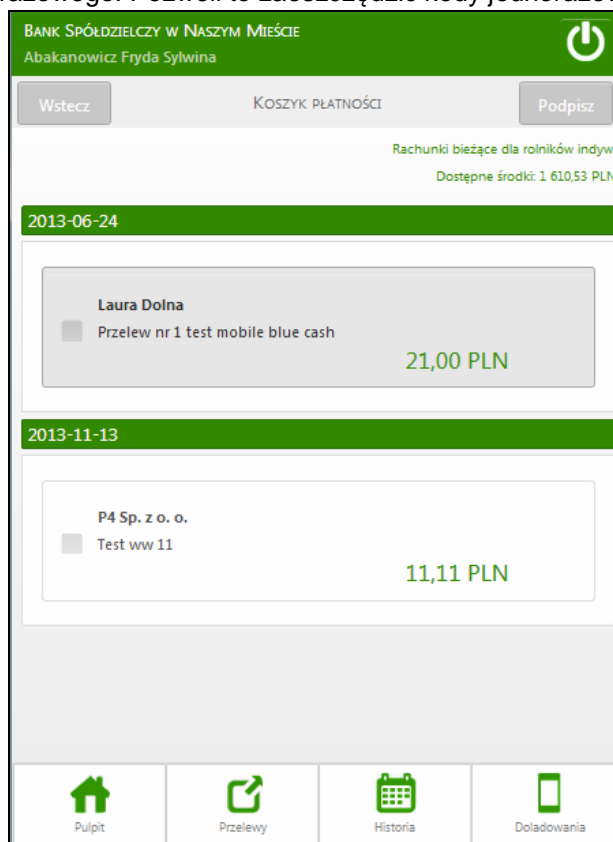 Bank Spółdzielczy w Naszym Mieście
Abakanowicz Fryda Sylwina
Wstecz
Koszyk płatności
Podpisz
Rachunki bieżące dla rolników indyw
Dostępne środki: 1 610,53 PLN
2013-06-24
Laura Dolna
Przelew nr 1 test mobile blue cash
21,00 PLN
2013-11-13
P4 Sp. z o. o.
Test ww 11
11,11 PLN
Pulpit
Przelewy
Historia
Doladowania